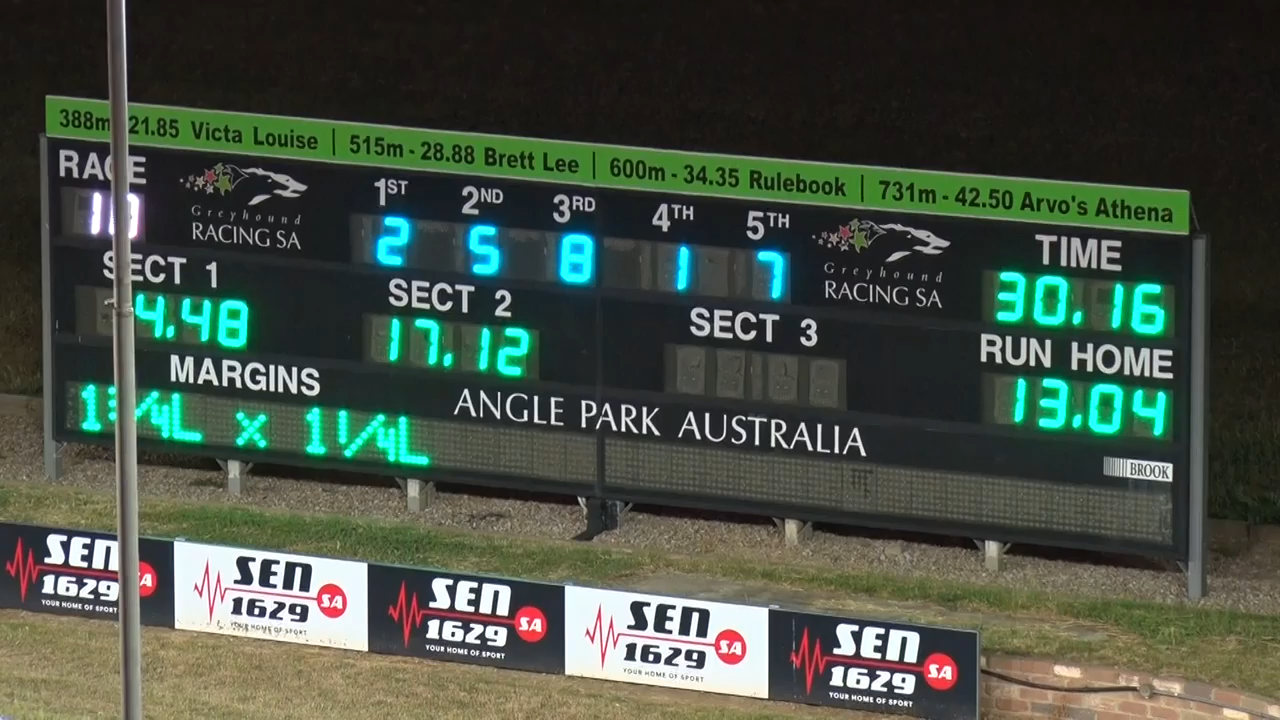 388m 21.85 Victa Louise | 515m - 28.88 Brett Lee | 600m - 34.35 Rulebook | 731m - 42.50 Arvo's Athena
RACE
10
Greyhound
RACING SA
1ST 2ND 3RD 4TH 5TH
2 5 8 1 7
Greyhound
RACING SA
TIME
30.16
SECT 1
4.48
SECT 2
17.12
SECT 3
RUN HOME
13.04
MARGINS
1 3/4L x 1 1/4L
ANGLE PARK AUSTRALIA
BROOK
SEN
1629
SA
YOUR HOME OF SPORT
SEN
1629
SA
YOUR HOME OF SPORT
SEN
1629
SA
YOUR HOME OF SPORT
SEN
1629
SA
YOUR HOME OF SPORT
SEN
1629
SA
YOUR HOME OF SPORT